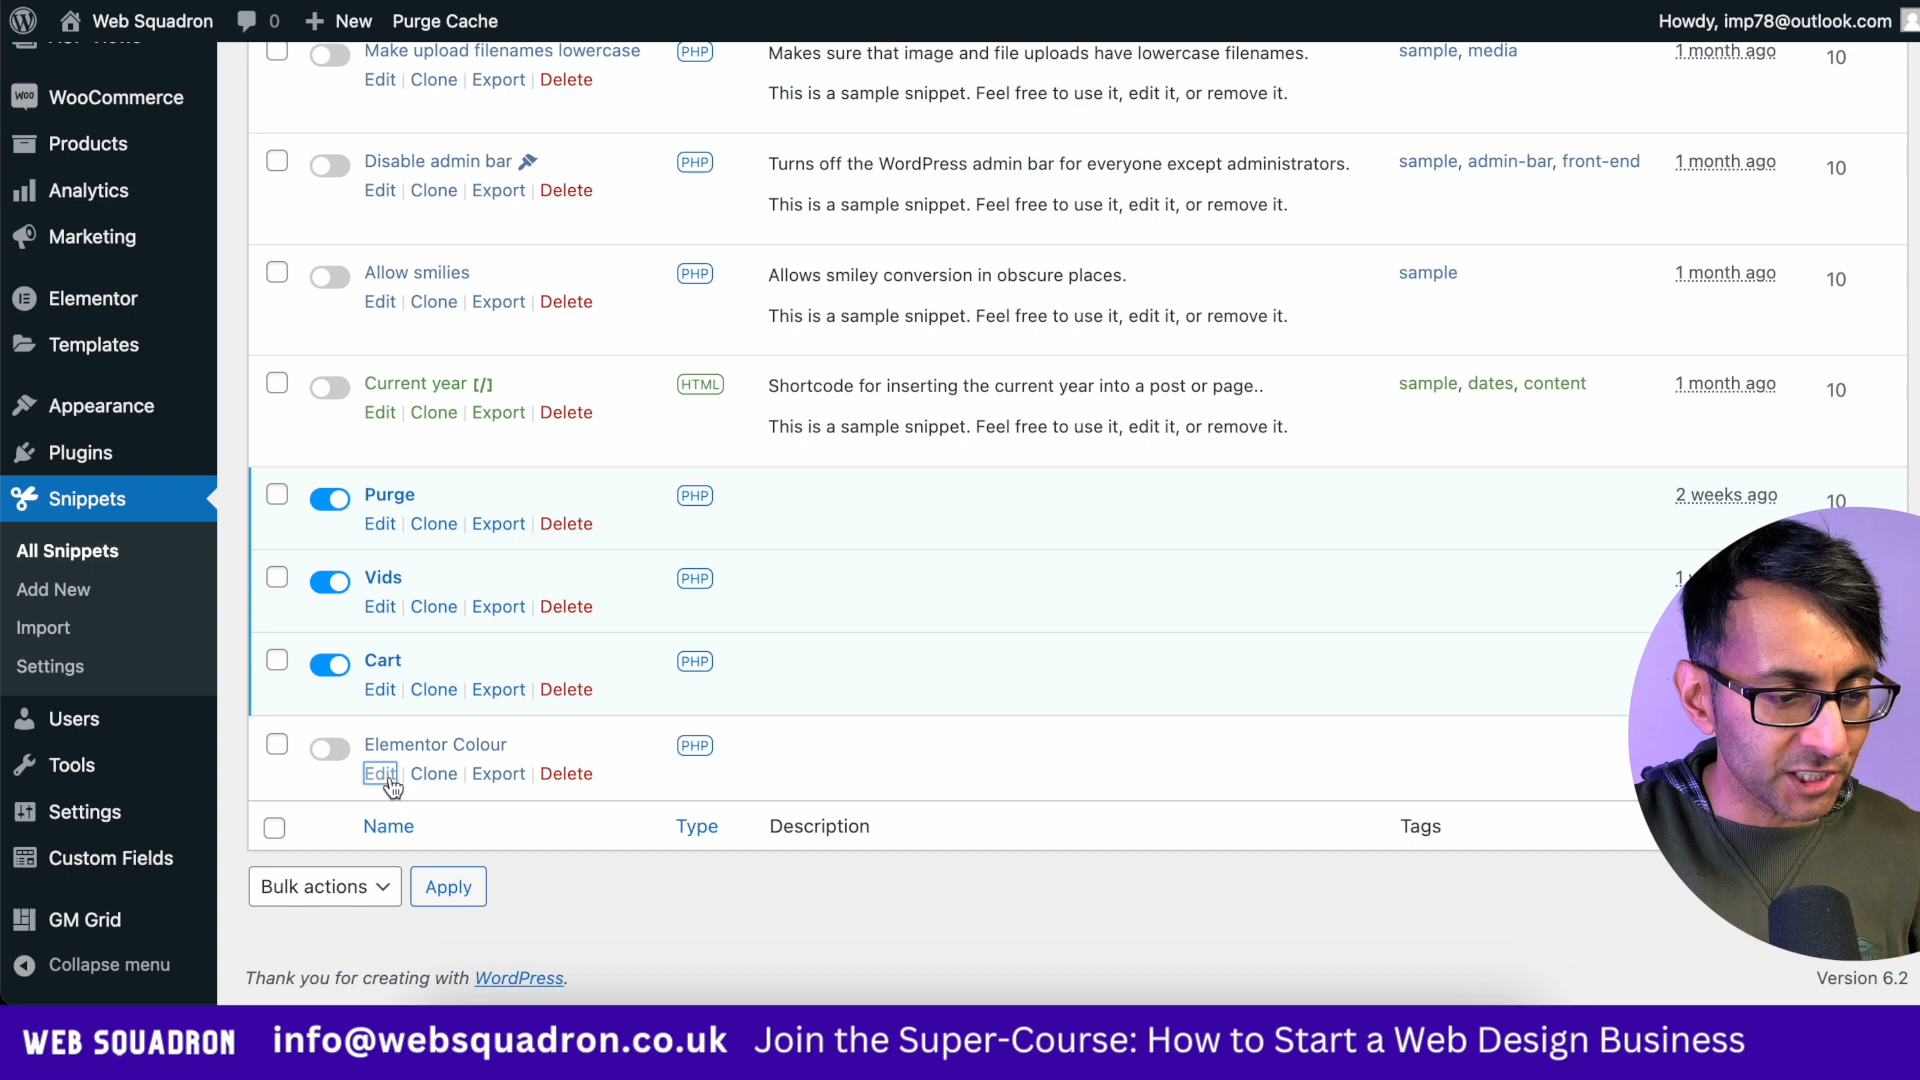 Web Squadron
0
New
Purge Cache
Howdy, imp78@outlook.com
WooCommerce
Products
Analytics
Marketing
Elementor
Templates
Appearance
Plugins
Snippets
All Snippets
Add New
Import
Settings
Users
Tools
Settings
Custom Fields
GM Grid
Collapse menu
Make upload filenames lowercase
Edit | Clone | Export | Delete
PHP
Makes sure that image and file uploads have lowercase filenames.
This is a sample snippet. Feel free to use it, edit it, or remove it.
sample, media
1 month ago
10
Disable admin bar
Edit | Clone | Export | Delete
PHP
Turns off the WordPress admin bar for everyone except administrators.
This is a sample snippet. Feel free to use it, edit it, or remove it.
sample, admin-bar, front-end
1 month ago
10
Allow smilies
Edit | Clone | Export | Delete
PHP
Allows smiley conversion in obscure places.
This is a sample snippet. Feel free to use it, edit it, or remove it.
sample
1 month ago
10
Current year [/]
Edit | Clone | Export | Delete
HTML
Shortcode for inserting the current year into a post or page..
This is a sample snippet. Feel free to use it, edit it, or remove it.
sample, dates, content
1 month ago
10
Purge
Edit | Clone | Export | Delete
PHP
2 weeks ago
10
Vids
Edit | Clone | Export | Delete
PHP
1
Cart
Edit | Clone | Export | Delete
PHP
Elementor Colour
Edit | Clone | Export | Delete
PHP
Name
Type
Description
Tags
Bulk actions
Apply
Thank you for creating with WordPress.
Version 6.2
WEB SQUADRON
info@websquadron.co.uk
Join the Super-Course: How to Start a Web Design Business